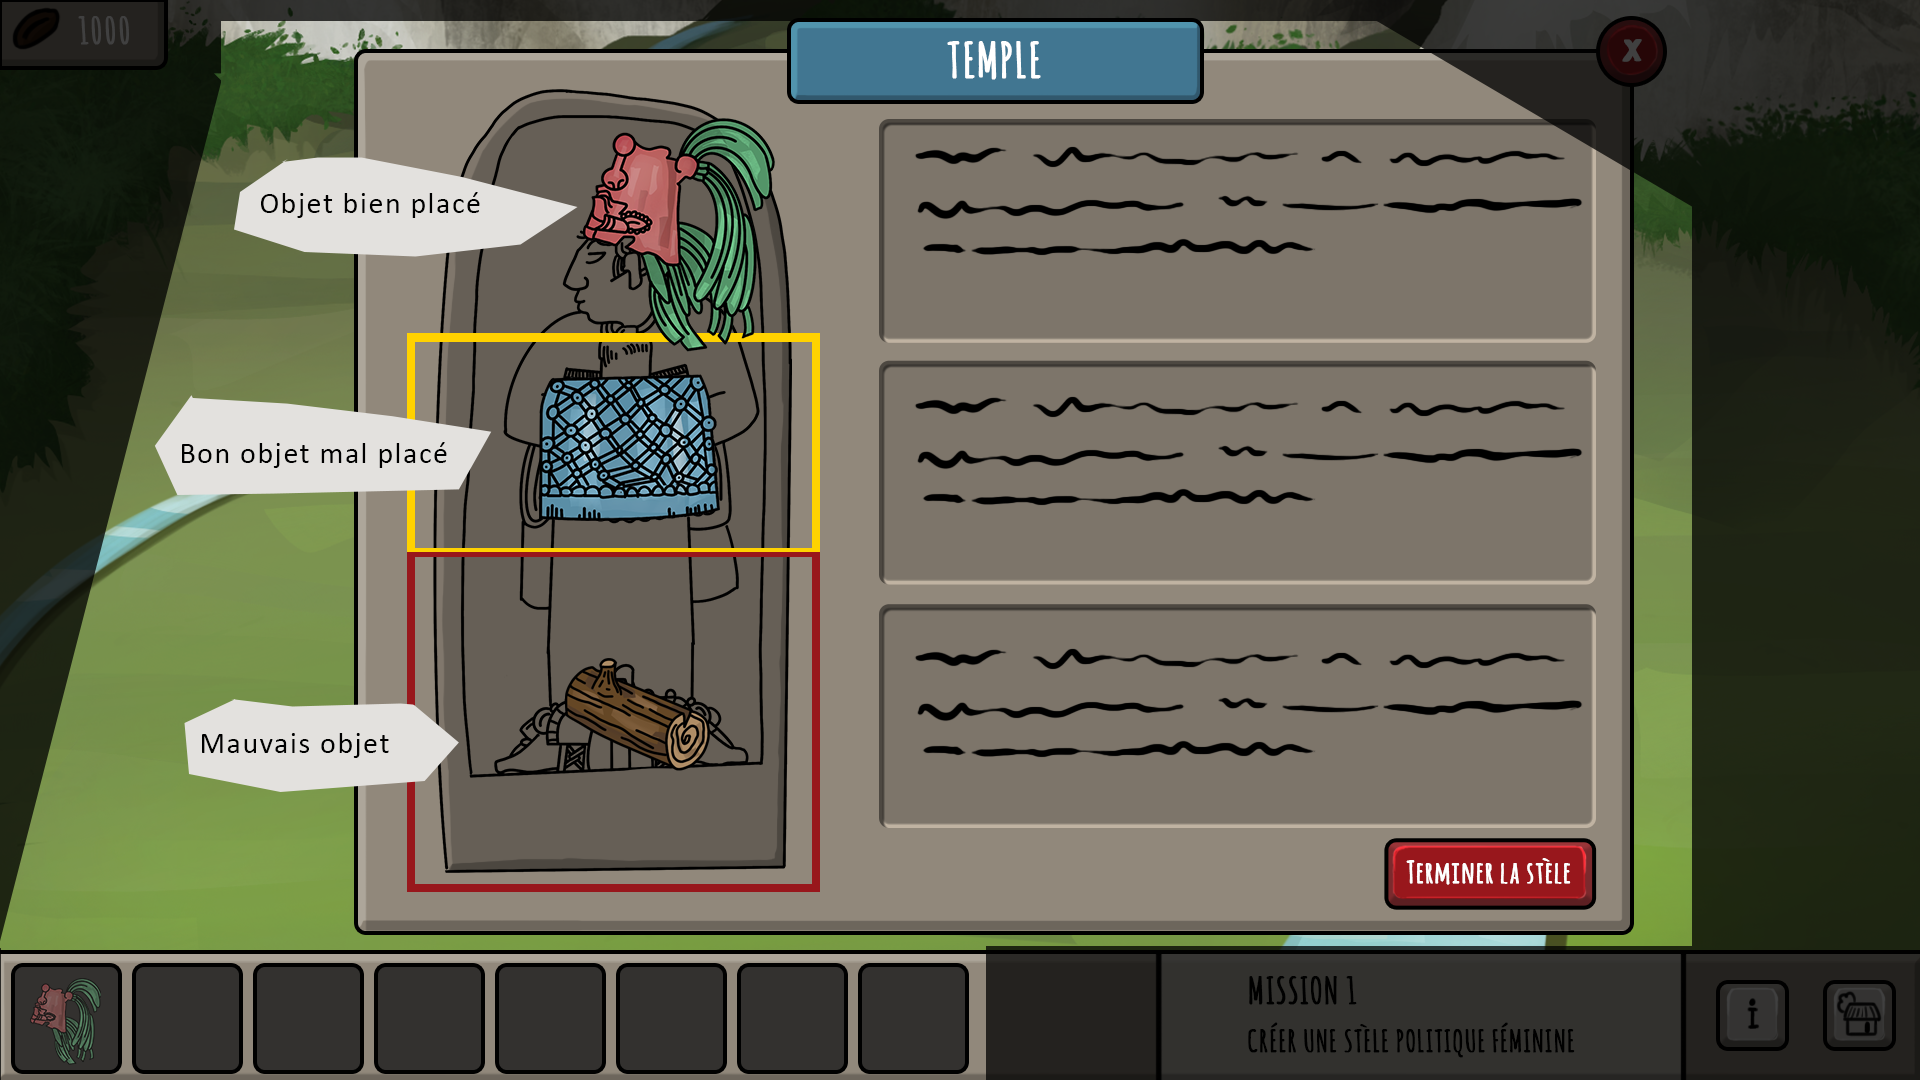 1000
TEMPLE
X
Objet bien placé
Bon objet mal placé
Mauvais objet
TERMINER LA STÈLE
MISSION 1
CRÉER UNE STÈLE POLITIQUE FÉMININE
i